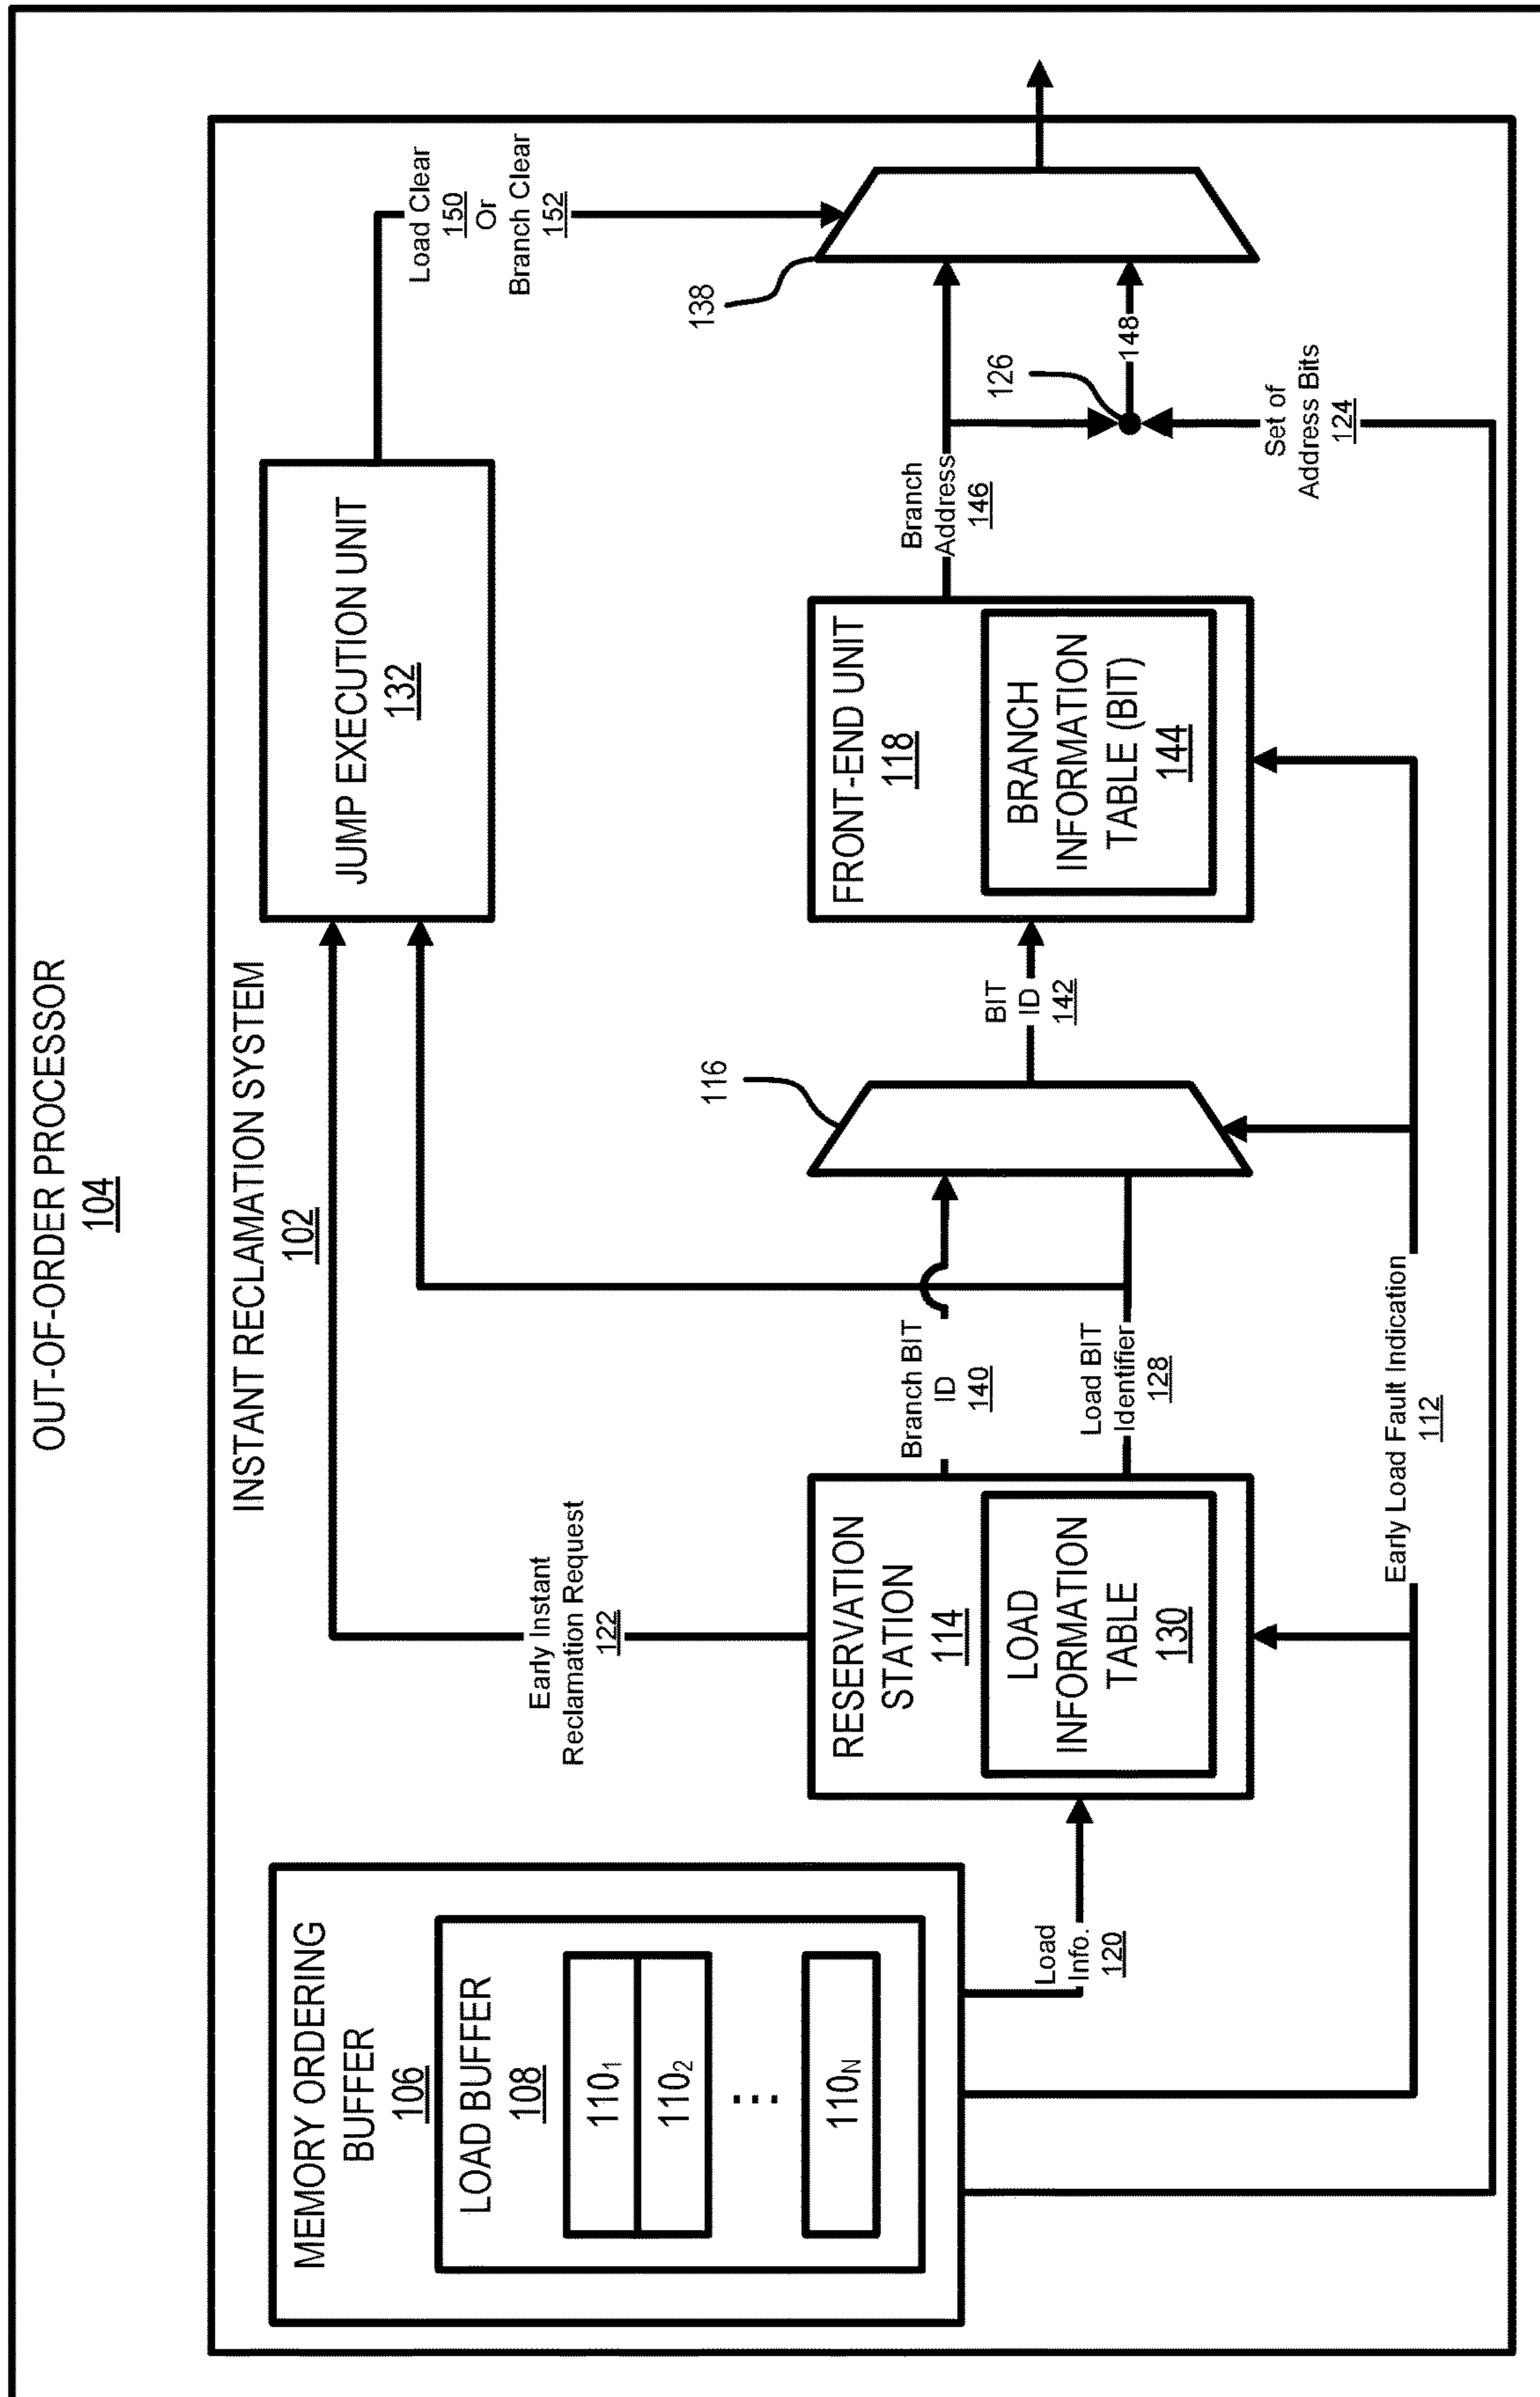 OUT-OF-ORDER PROCESSOR
104
INSTANT RECLAMATION SYSTEM
102
MEMORY ORDERING
BUFFER
106
LOAD BUFFER
108
110₁
110₂
⋮
110N
Early Instant
Reclamation Request
122
JUMP EXECUTION UNIT
132
Load Clear
150
Or
Branch Clear
152
Load
Info.
120
RESERVATION
STATION
114
LOAD
INFORMATION
TABLE
130
Branch BIT
ID
140
Load BIT
Identifier
128
116
BIT
ID
142
FRONT-END UNIT
118
BRANCH
INFORMATION
TABLE (BIT)
144
Branch
Address
146
138
126
148
Set of
Address Bits
124
Early Load Fault Indication
112